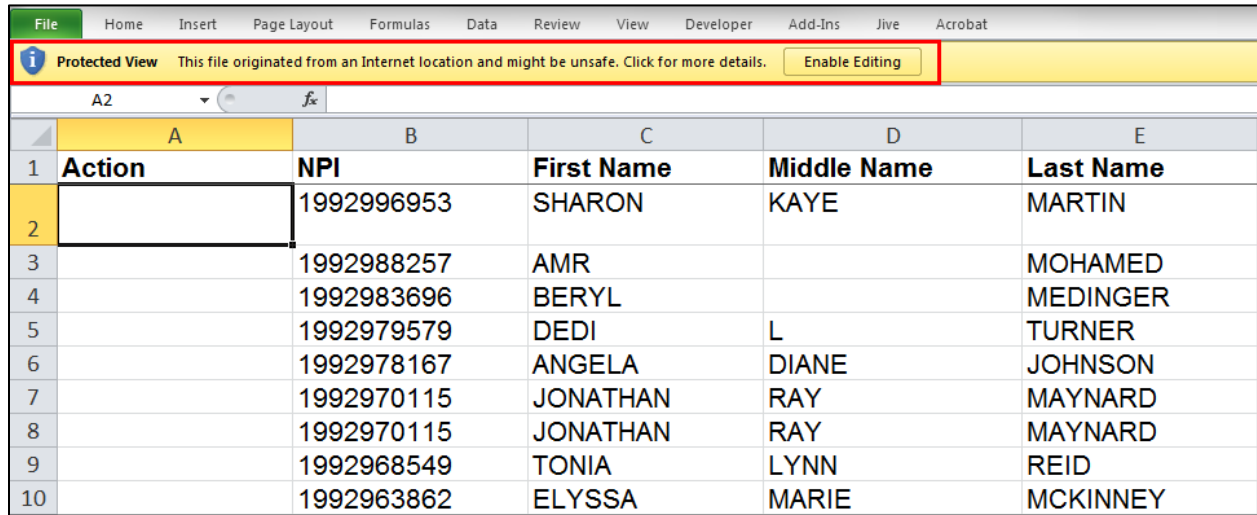 File Home Insert Page Layout Formulas Data Review View Developer Add-Ins Jive Acrobat
Protected View This file originated from an Internet location and might be unsafe. Click for more details. Enable Editing
A2 fx
A B C D E
1 Action NPI First Name Middle Name Last Name
2 1992996953 SHARON KAYE MARTIN
3 1992988257 AMR MOHAMED
4 1992983696 BERYL MEDINGER
5 1992979579 DEDI L TURNER
6 1992978167 ANGELA DIANE JOHNSON
7 1992970115 JONATHAN RAY MAYNARD
8 1992970115 JONATHAN RAY MAYNARD
9 1992968549 TONIA LYNN REID
10 1992963862 ELYSSA MARIE MCKINNEY